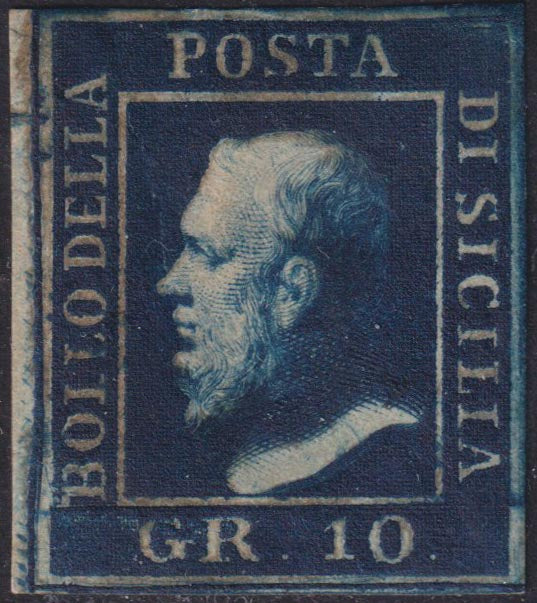 POSTA
BOLLO DELLA
DI SICILIA
GR. 10.